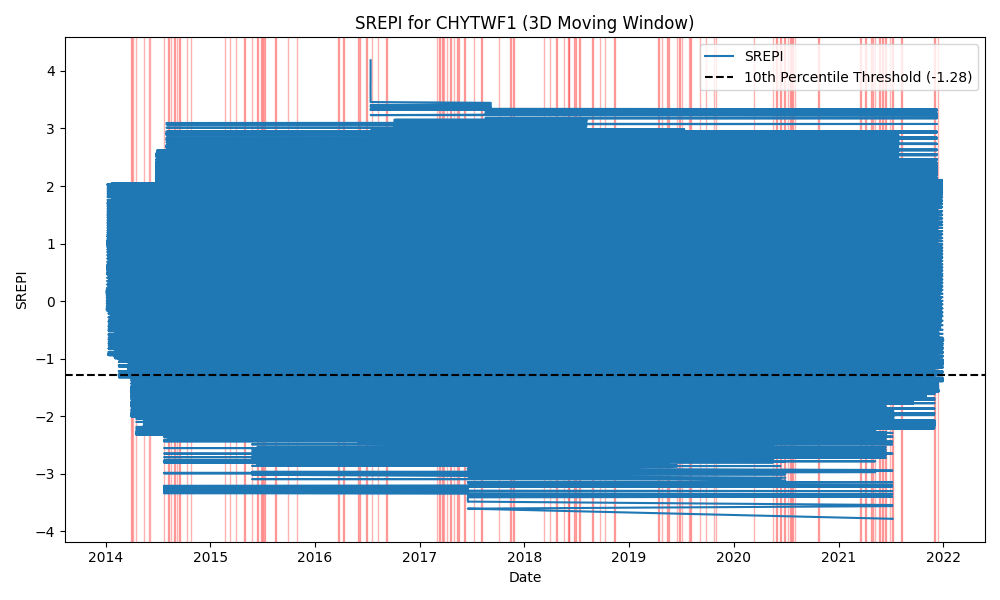 SREPI for CHYTWF1 (3D Moving Window)
SREPI
10th Percentile Threshold (-1.28)
4
3
2
1
0
−1
−2
−3
−4
SREPI
2014 2015 2016 2017 2018 2019 2020 2021 2022
Date